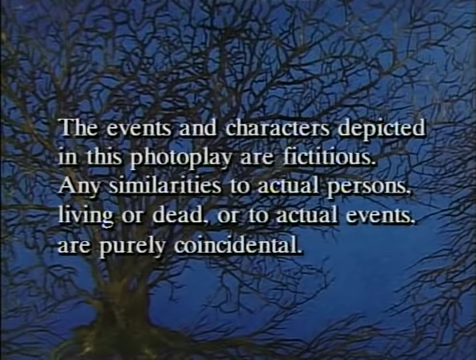 The events and characters depicted
in this photoplay are fictitious.
Any similarities to actual persons,
living or dead, or to actual events,
are purely coincidental.